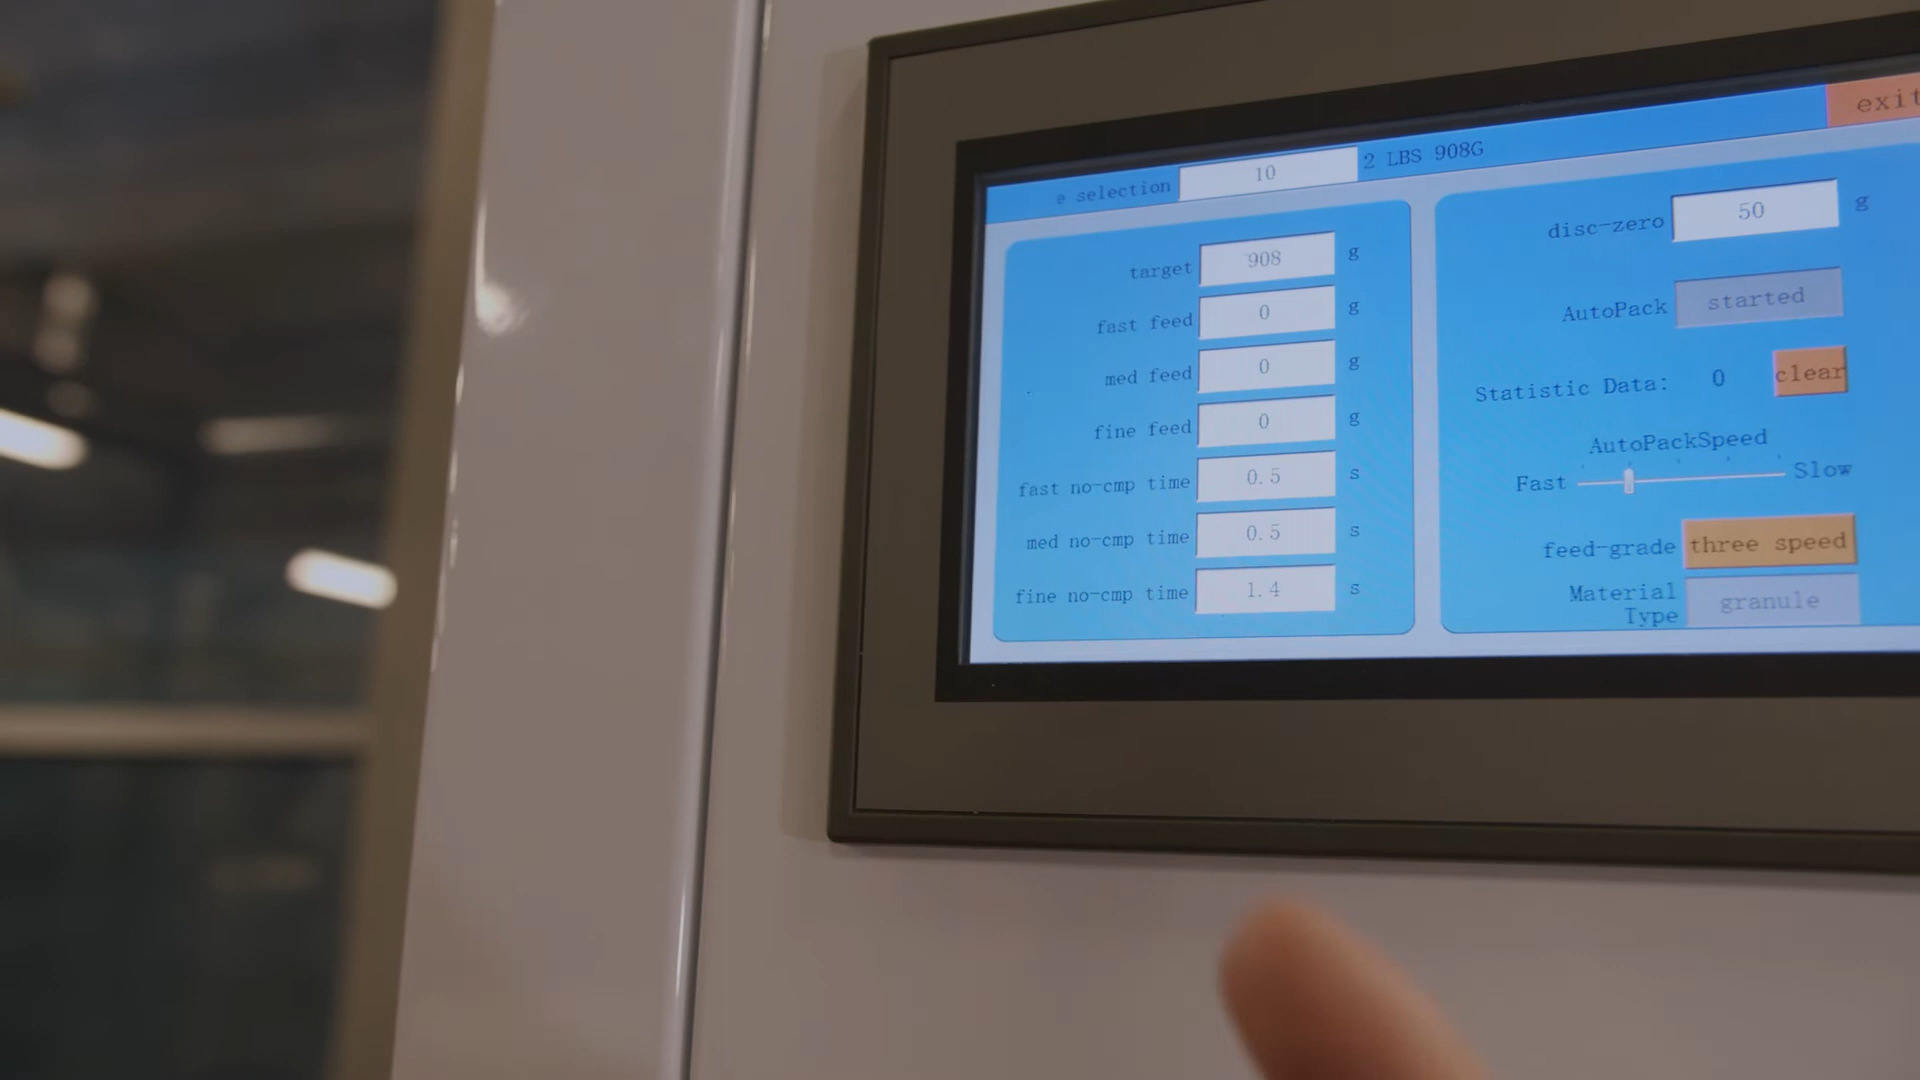 e selection 10 2 LBS 908G exit
target 908 g
fast feed 0 g
med feed 0 g
fine feed 0 g
fast no-cmp time 0.5 s
med no-cmp time 0.5 s
fine no-cmp time 1.4 s
disc-zero 50 g
AutoPack started
Statistic Data: 0 clear
AutoPackSpeed
Fast Slow
feed-grade three speed
Material
Type granule